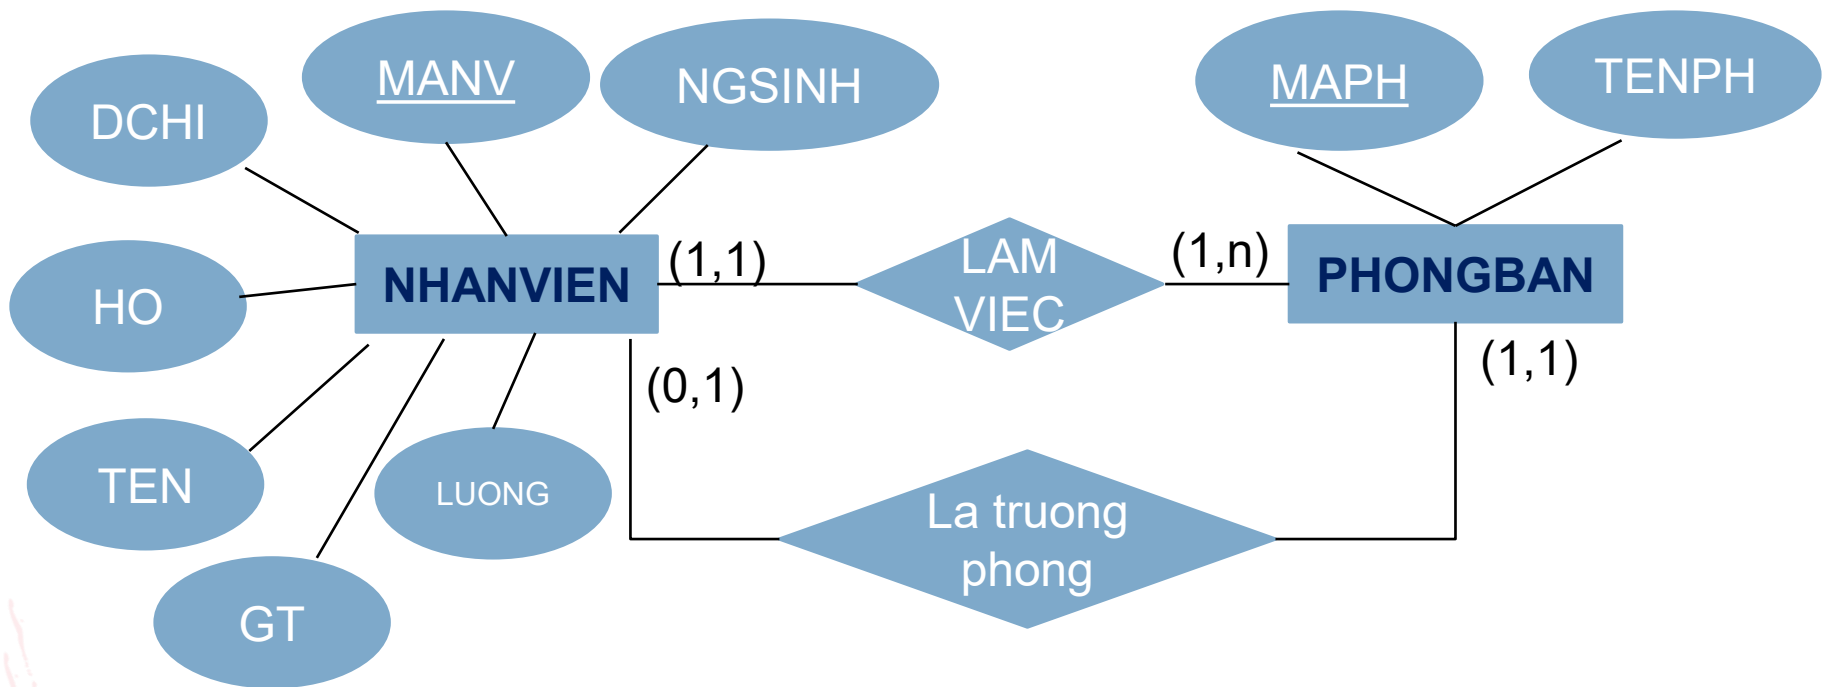 MANV
NGSINH
MAPH
TENPH
DCHI
NHANVIEN
(1,1)
LAM
VIEC
(1,n)
PHONGBAN
HO
(0,1)
(1,1)
TEN
LUONG
La truong
phong
GT